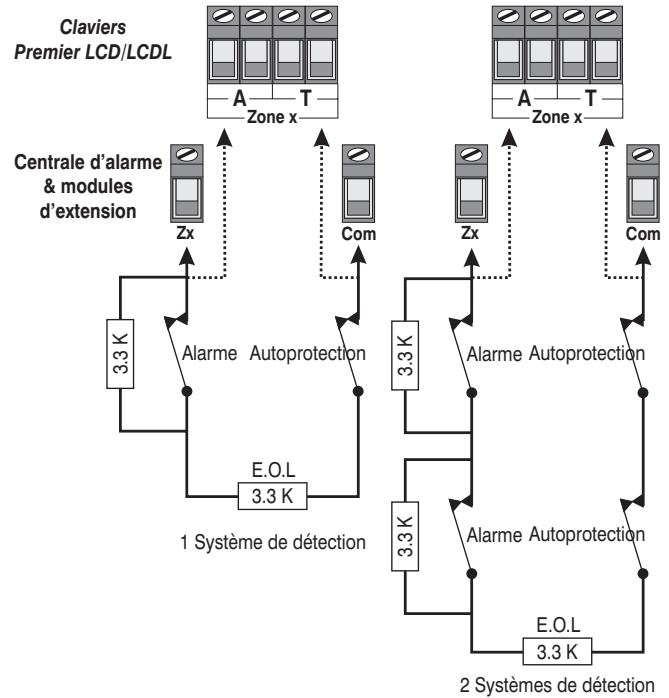 Claviers
Premier LCD/LCDL
A T
Zone x
A T
Zone x
Centrale d'alarme
& modules
d'extension
Zx
Com
Zx
Com
3.3 K
Alarme
Autoprotection
3.3 K
Alarme
Autoprotection
E.O.L
3.3 K
1 Système de détection
3.3 K
Alarme
Autoprotection
E.O.L
3.3 K
2 Systèmes de détection